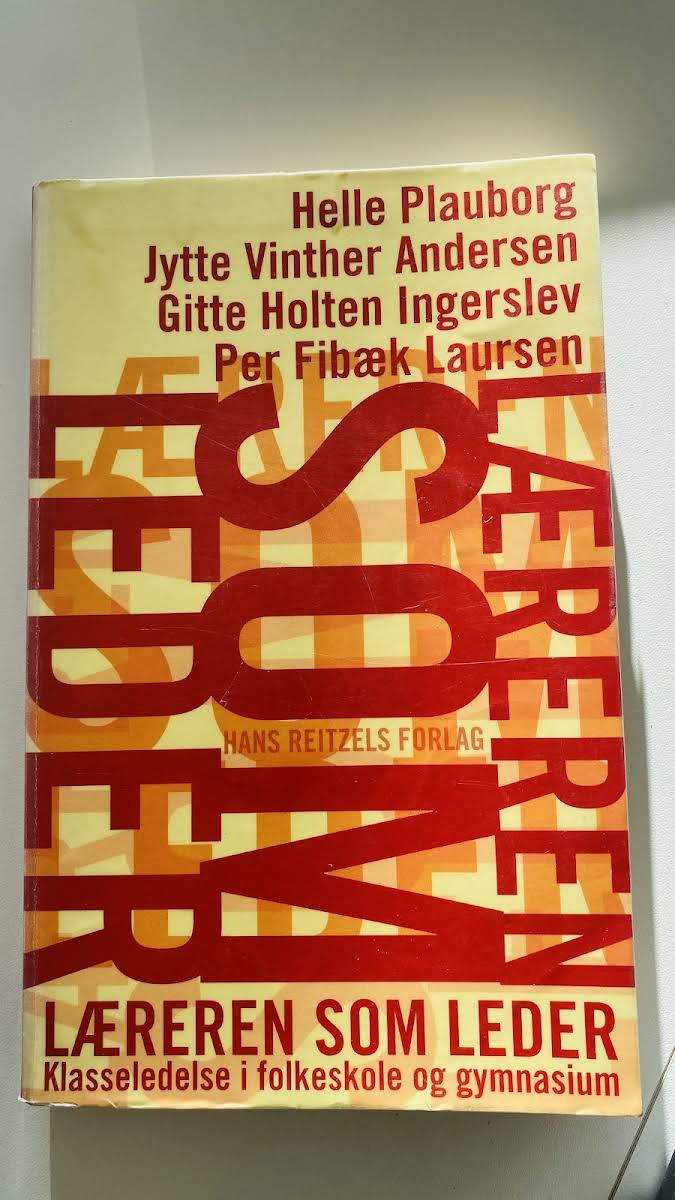 Helle Plauborg
Jytte Vinther Andersen
Gitte Holten Ingerslev
Per Fibæk Laursen
LÆREREN
SOM
LEDER
HANS REITZELS FORLAG
LÆREREN SOM LEDER
Klasseledelse i folkeskole og gymnasium